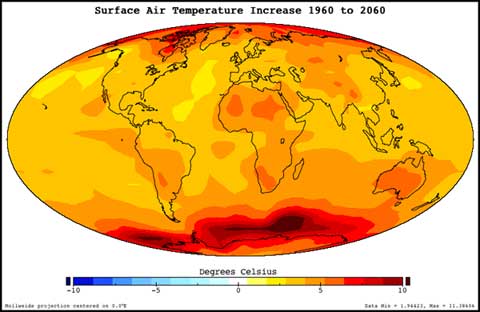 Surface Air Temperature Increase 1960 to 2060
Degrees Celsius
-10 -5 0 5 10
Mollweide projection centered on 0.0°E
Data Min = 1.94423, Max = 11.38404